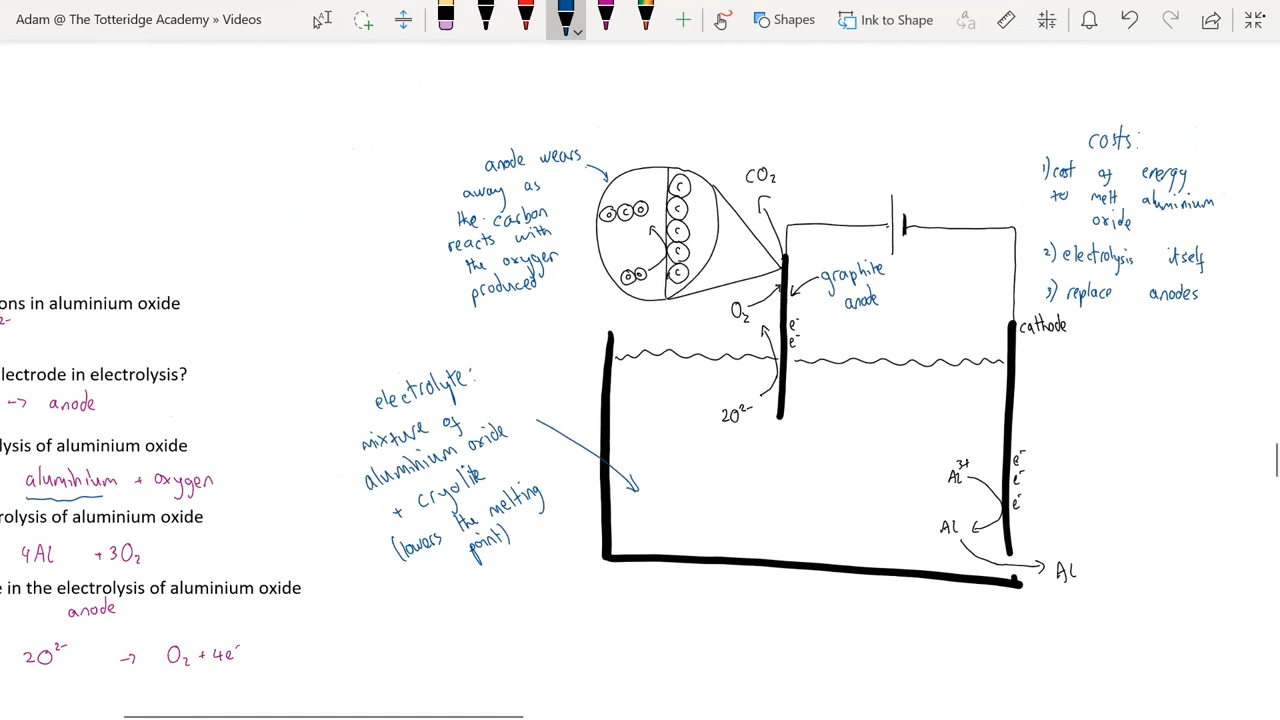 Adam @ The Totteridge Academy » Videos
Shapes
Ink to Shape
ons in aluminium oxide
2-
lectrode in electrolysis?
→ anode
lysis of aluminium oxide
aluminium + oxygen
rolysis of aluminium oxide
4Al + 3O₂
e in the electrolysis of aluminium oxide
anode
2O²⁻ → O₂ + 4e⁻
anode wears
away as
the carbon
reacts with
the oxygen
produced
O C O
O O
C
C
C
C
C
CO₂
graphite
anode
O₂
e⁻
e⁻
2O²⁻
cathode
electrolyte:
mixture of
aluminium oxide
+ cryolite
(lowers the melting
point)
Al³⁺
e⁻
e⁻
e⁻
Al
Al
costs:
1) cost of energy
to melt aluminium
oxide
2) electrolysis itself
3) replace anodes